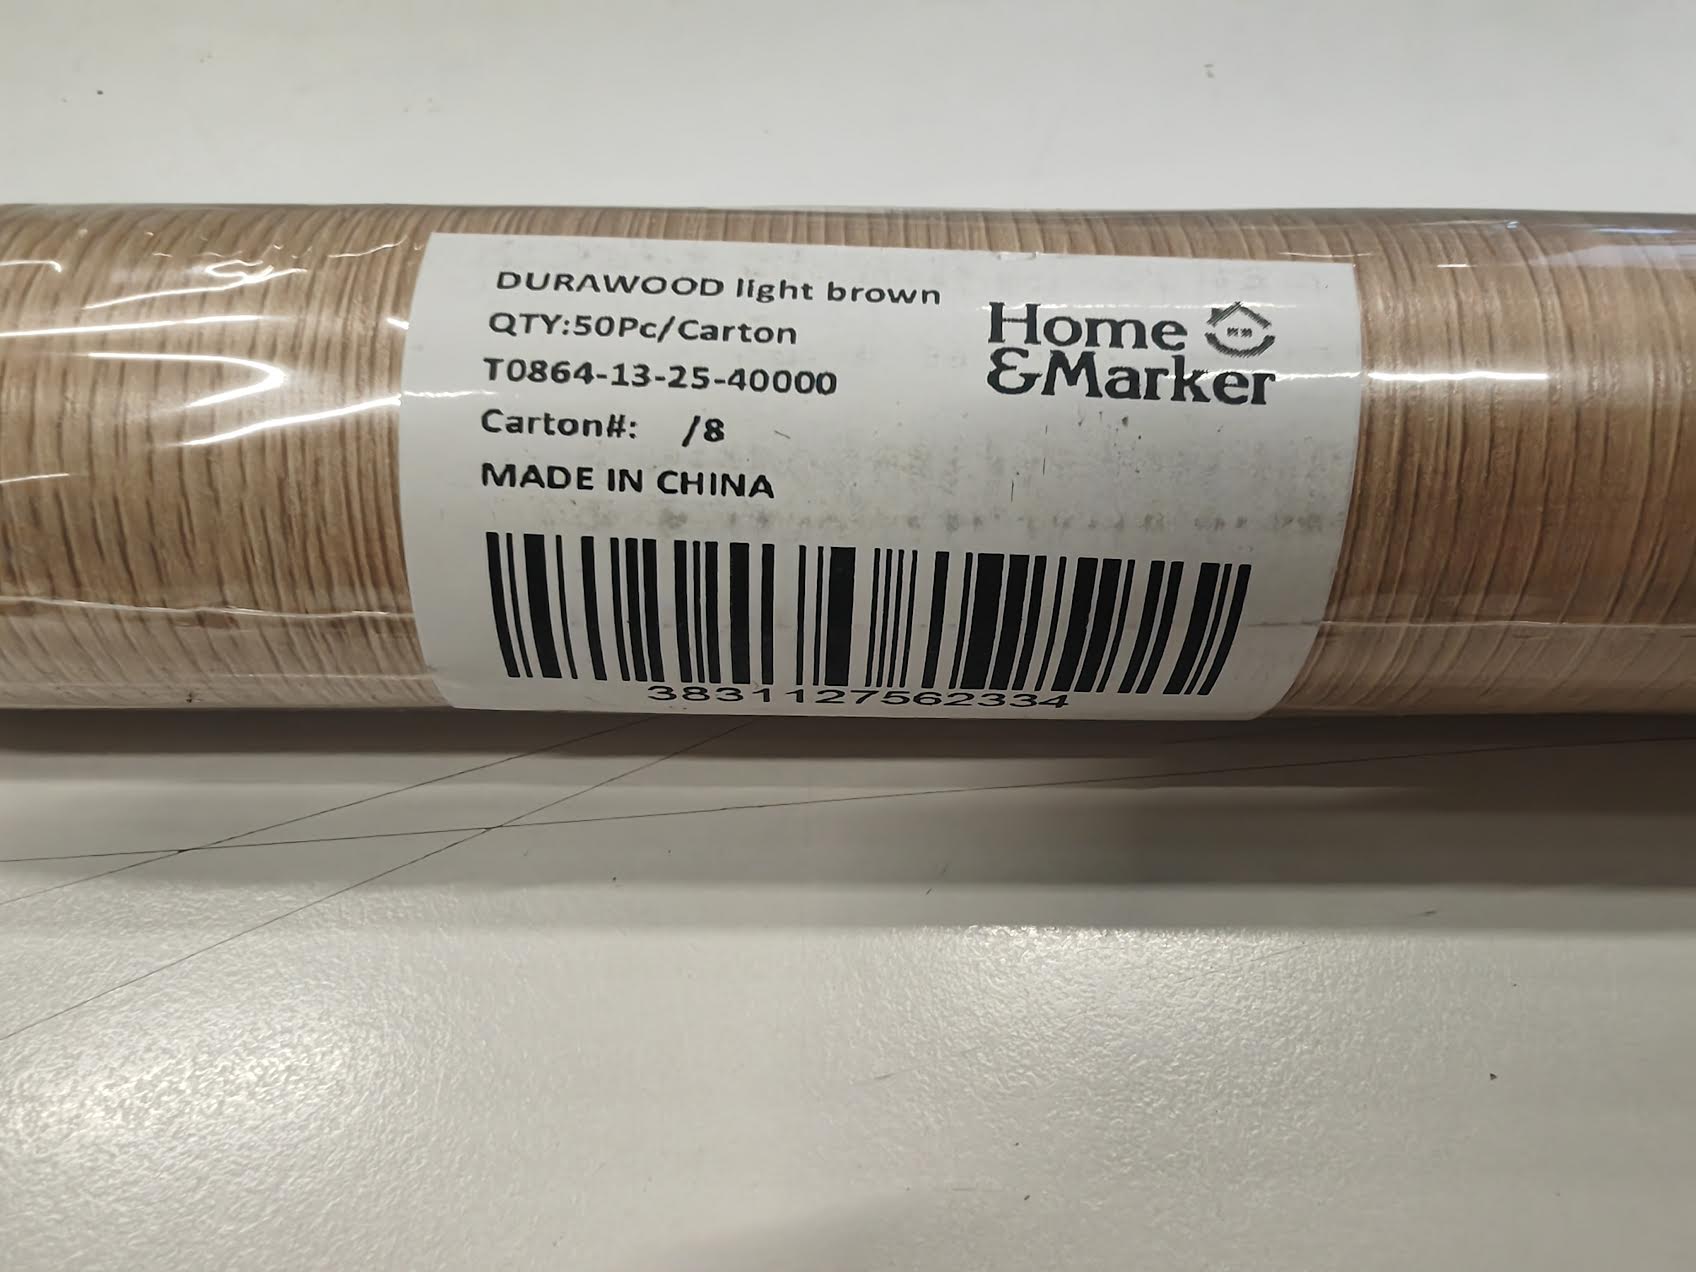 DURAWOOD light brown
QTY:50Pc/Carton
T0864-13-25-40000
Carton#: /8
MADE IN CHINA
Home
&Marker
3831127562334